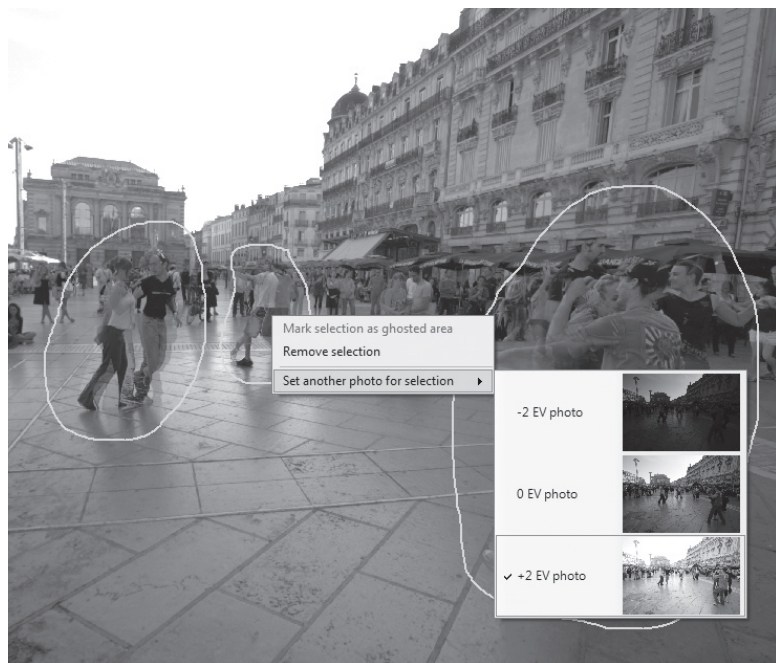 Mark selection as ghosted area
Remove selection
Set another photo for selection
-2 EV photo
0 EV photo
+2 EV photo